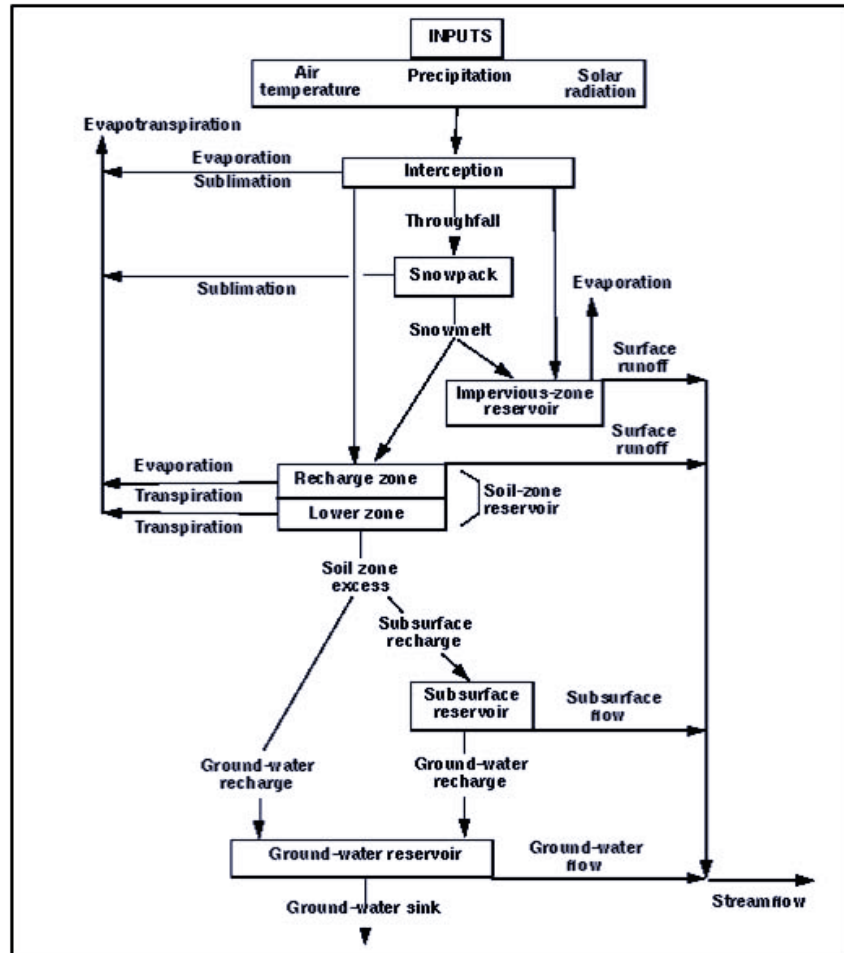 INPUTS
Air temperature
Precipitation
Solar radiation
Evapotranspiration
Evaporation
Sublimation
Interception
Throughfall
Snowpack
Sublimation
Evaporation
Snowmelt
Surface
runoff
Impervious-zone
reservoir
Surface
runoff
Evaporation
Transpiration
Recharge zone
Lower zone
Soil-zone
reservoir
Transpiration
Soil zone
excess
Subsurface
recharge
Subsurface
reservoir
Subsurface
flow
Ground-water
recharge
Ground-water
recharge
Ground-water reservoir
Ground-water
flow
Ground-water sink
Streamflow